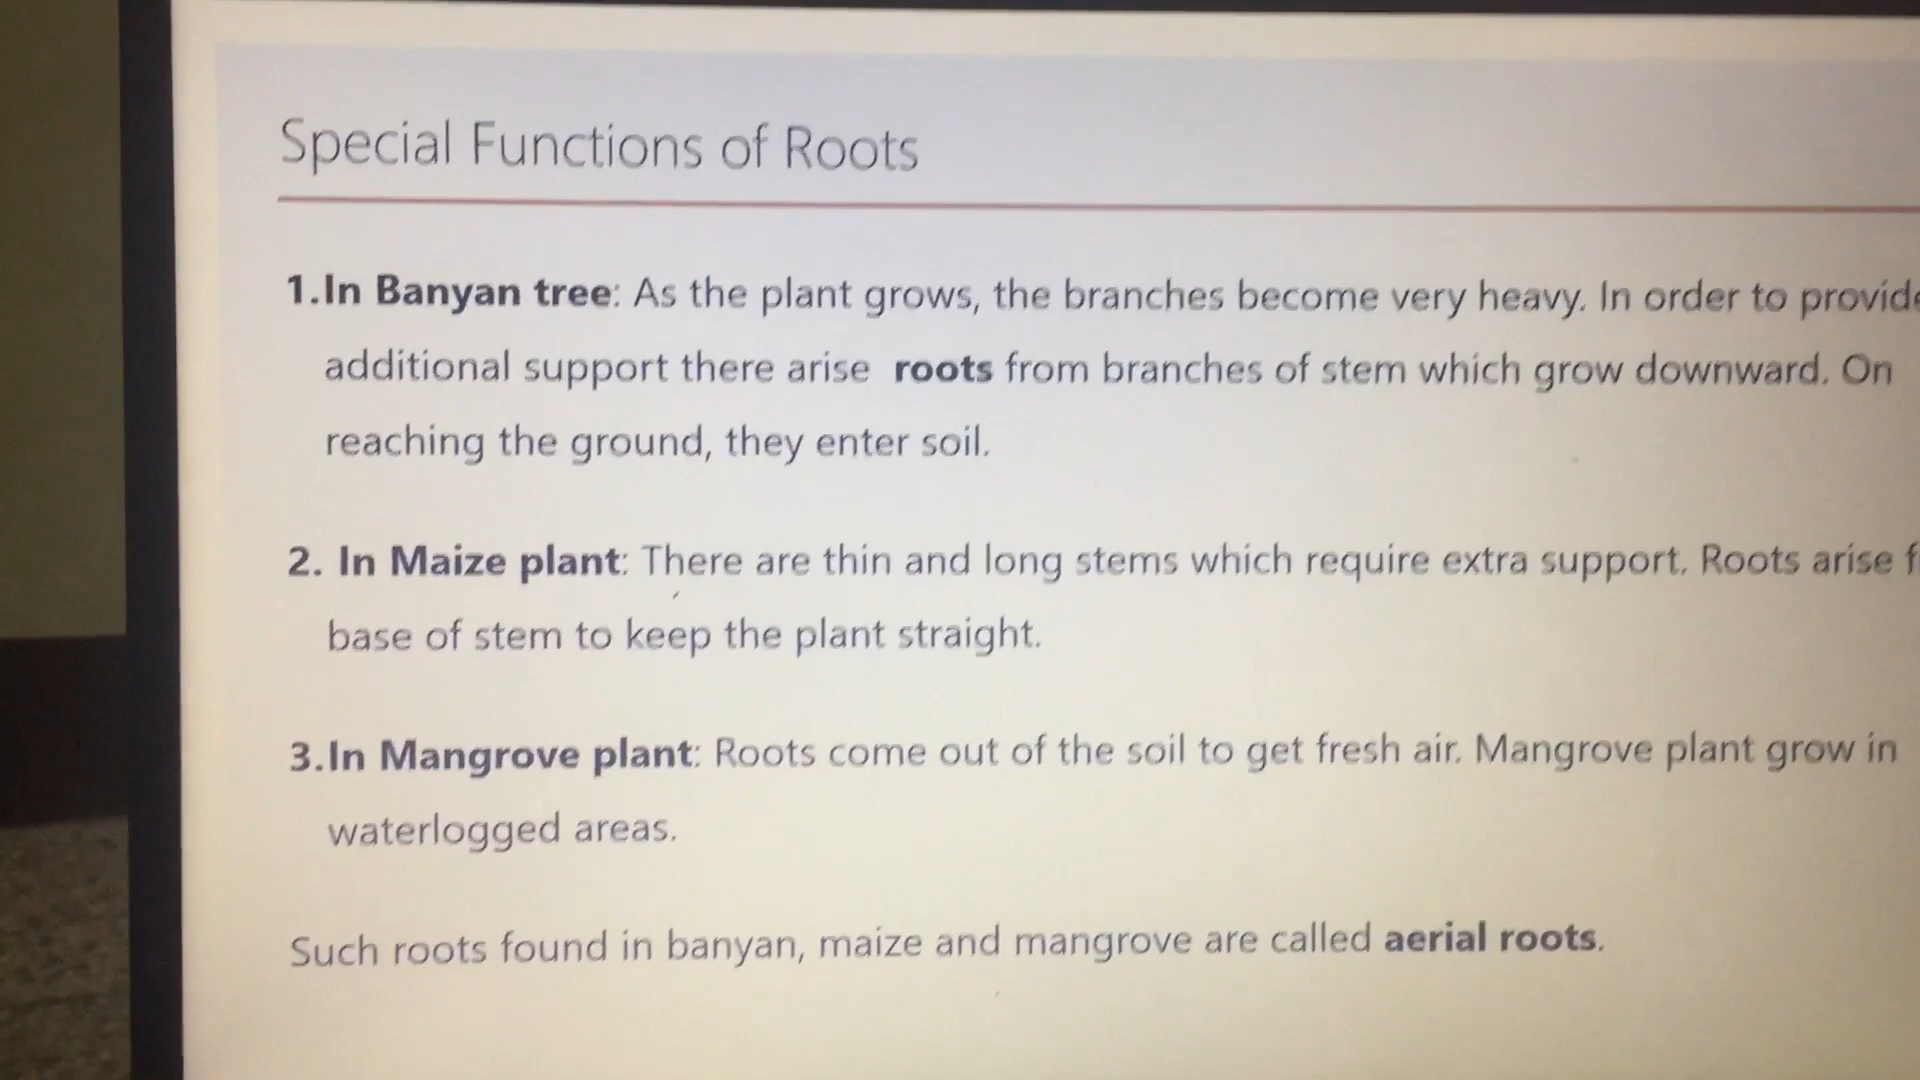 Special Functions of Roots
1.In Banyan tree: As the plant grows, the branches become very heavy. In order to provide
additional support there arise roots from branches of stem which grow downward. On
reaching the ground, they enter soil.
2. In Maize plant: There are thin and long stems which require extra support. Roots arise
base of stem to keep the plant straight.
3.In Mangrove plant: Roots come out of the soil to get fresh air. Mangrove plant grow in
waterlogged areas.
Such roots found in banyan, maize and mangrove are called aerial roots.